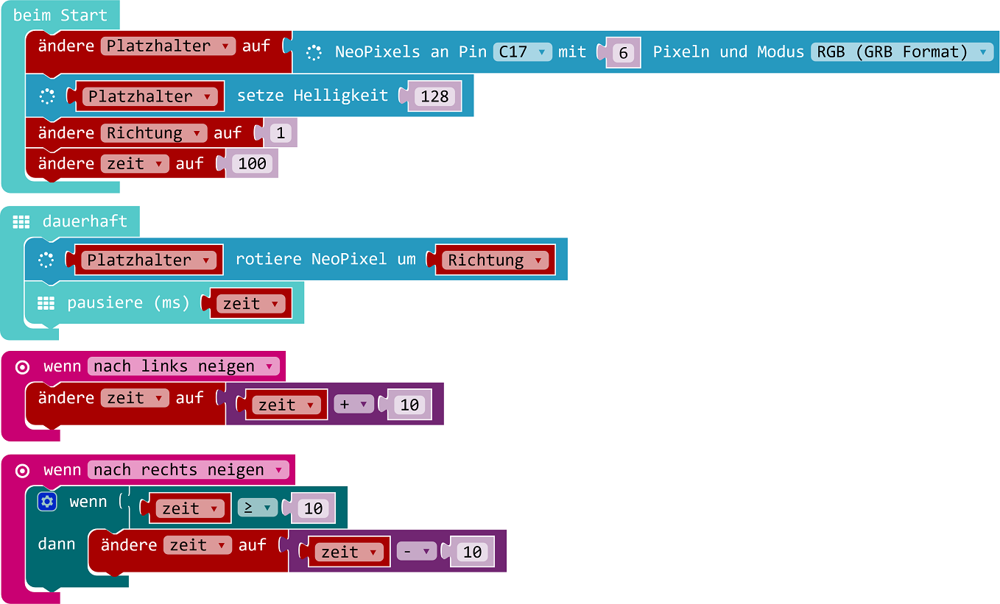 beim Start
ändere Platzhalter auf NeoPixels an Pin C17 mit 6 Pixeln und Modus RGB (GRB Format)
Platzhalter setze Helligkeit 128
ändere Richtung auf 1
ändere zeit auf 100
dauerhaft
Platzhalter rotiere NeoPixel um Richtung
pausiere (ms) zeit
wenn nach links neigen
ändere zeit auf zeit + 10
wenn nach rechts neigen
wenn zeit ≥ 10
dann ändere zeit auf zeit - 10